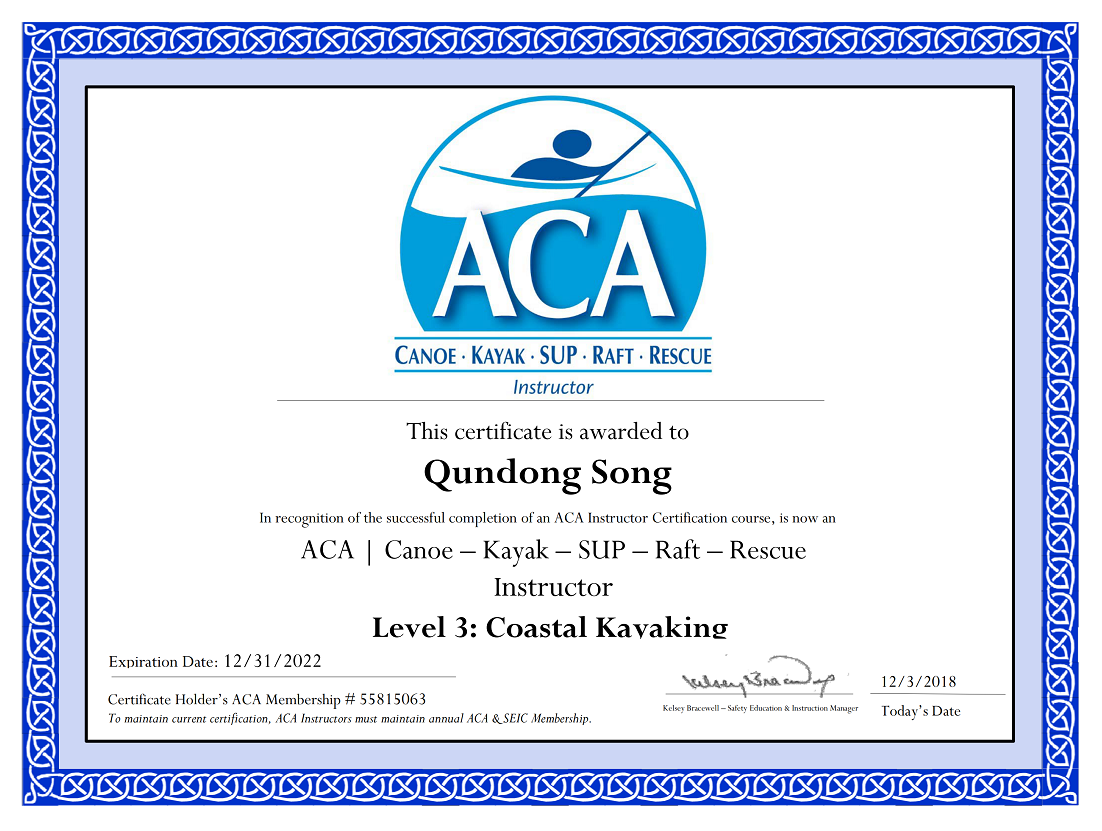 ACA
CANOE · KAYAK · SUP · RAFT · RESCUE
Instructor
This certificate is awarded to
Qundong Song
In recognition of the successful completion of an ACA Instructor Certification course, is now an
ACA | Canoe – Kayak – SUP – Raft – Rescue
Instructor
Level 3: Coastal Kayaking
Expiration Date: 12/31/2022
Certificate Holder's ACA Membership # 55815063
To maintain current certification, ACA Instructors must maintain annual ACA & SEIC Membership.
Kelsey Bracewell
Kelsey Bracewell – Safety Education & Instruction Manager
12/3/2018
Today's Date